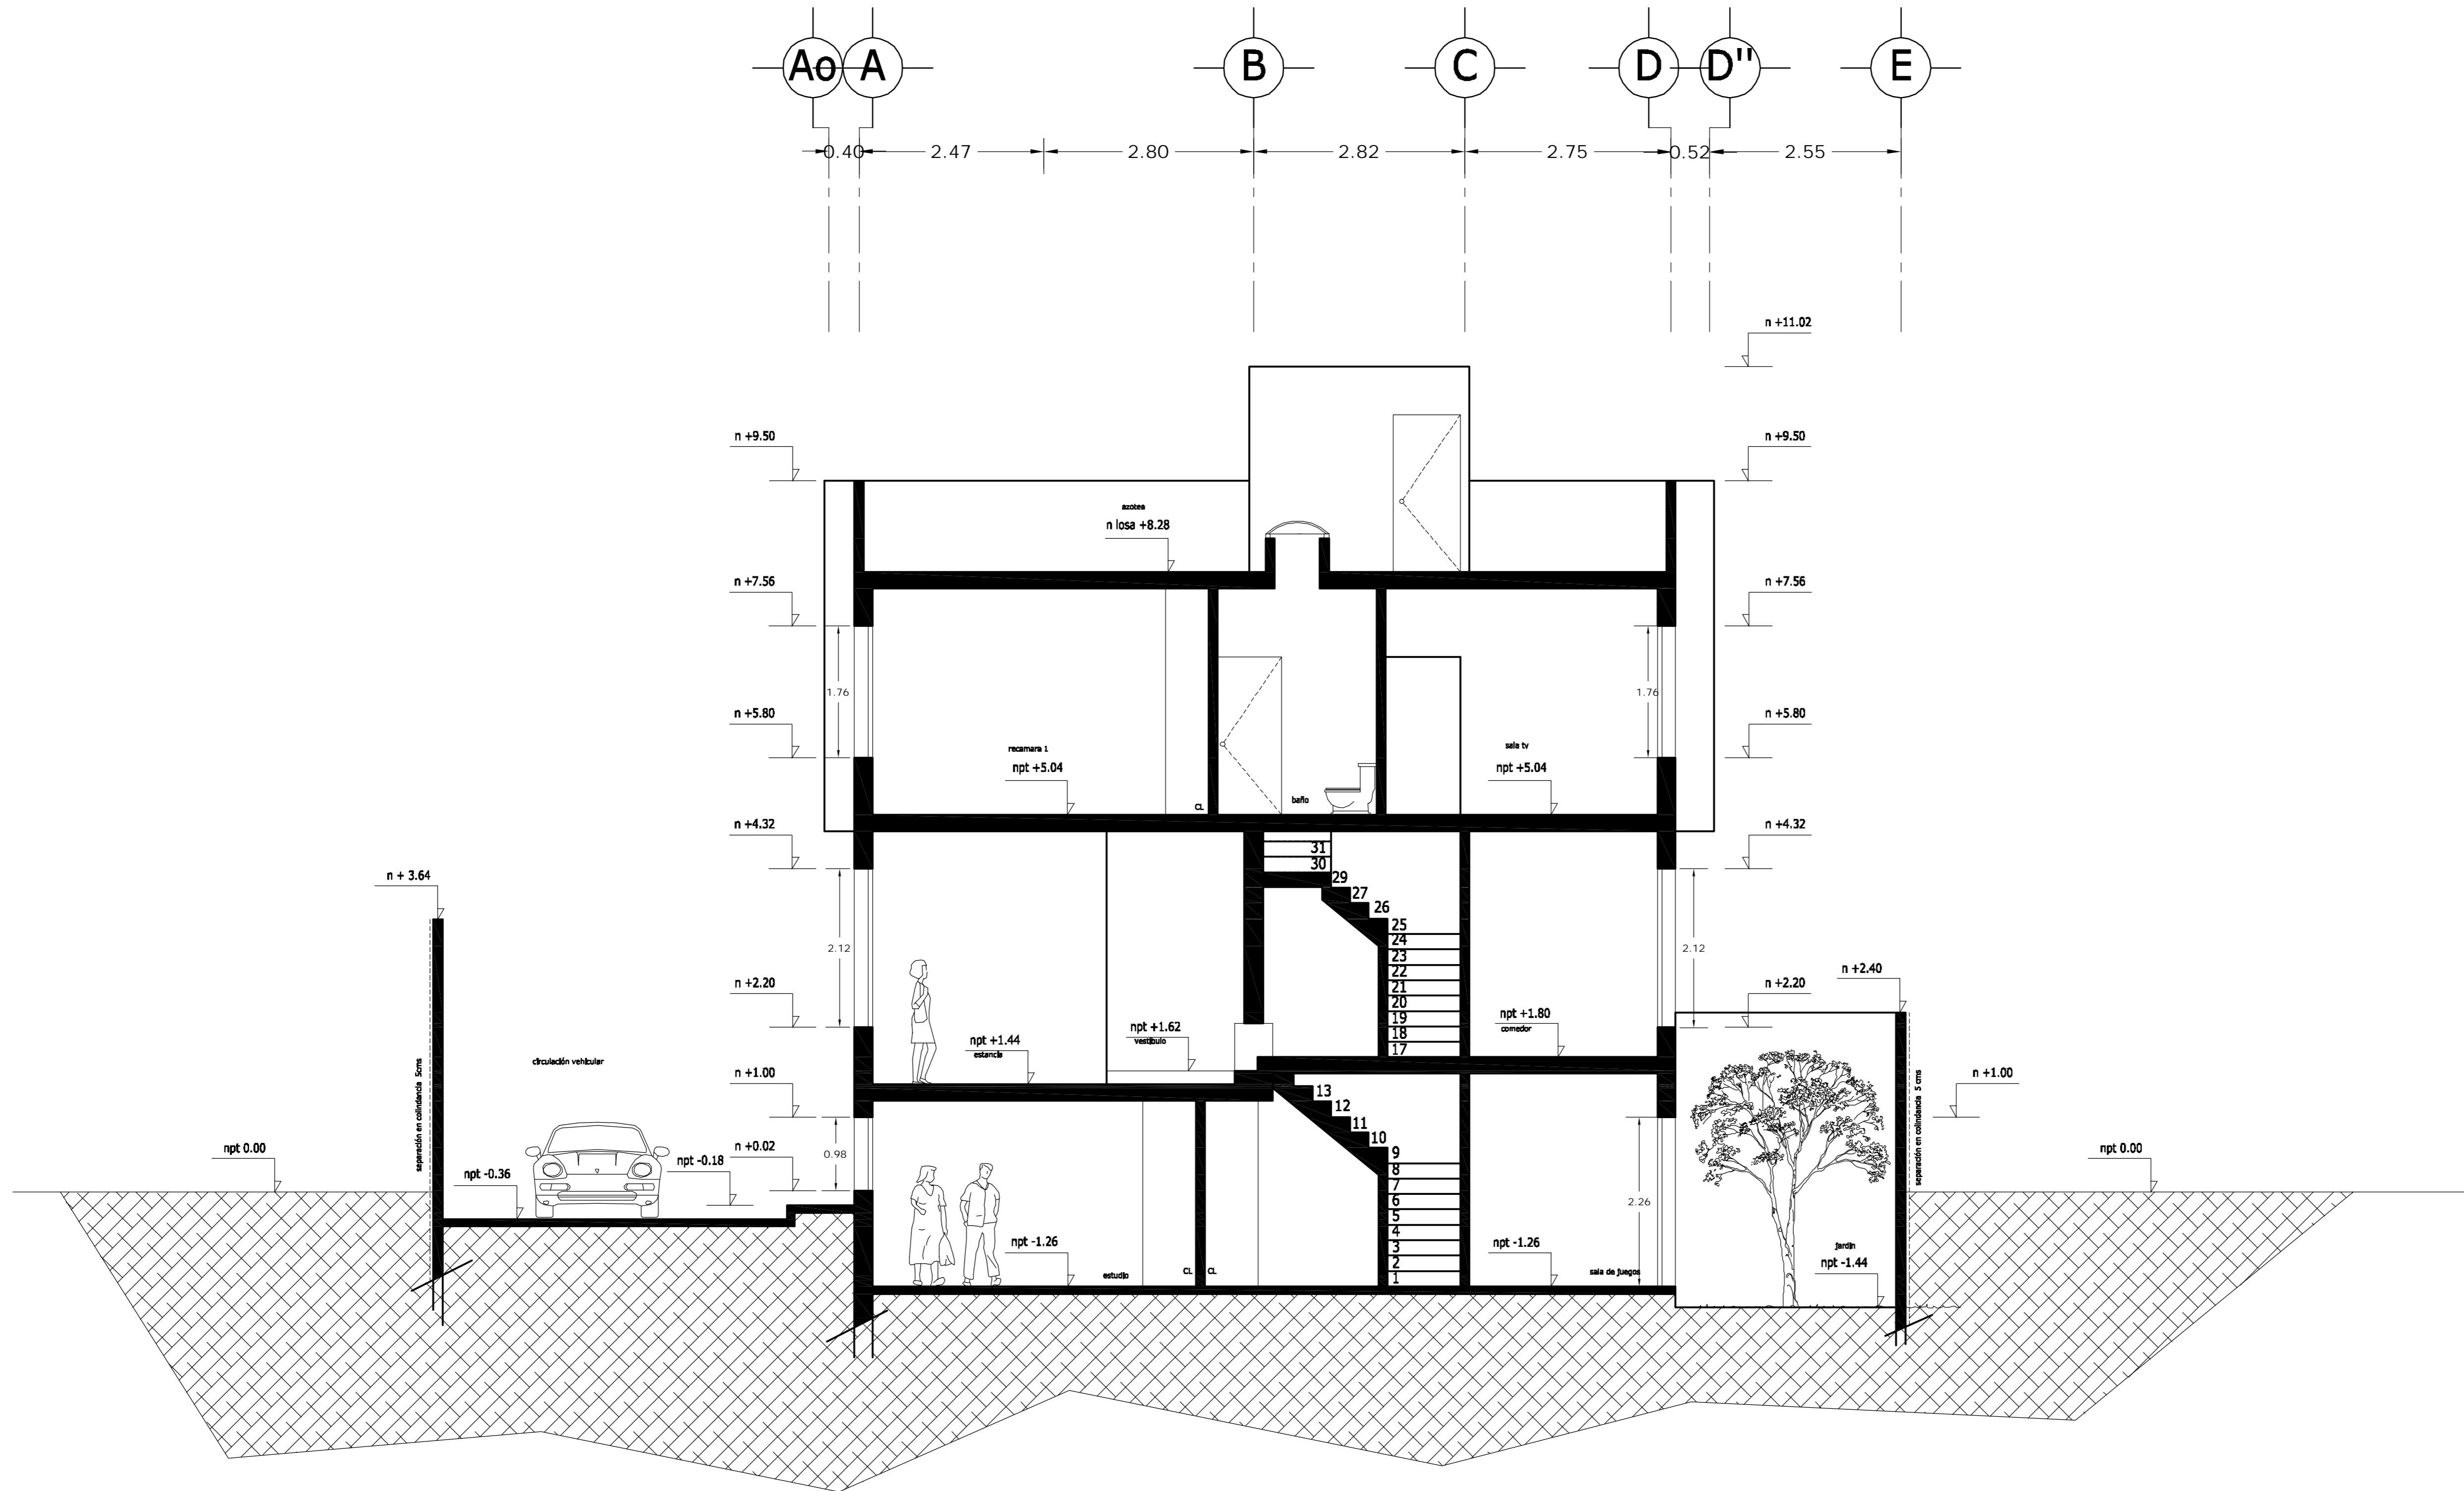 Ao A B C D D" E
0.40 2.47 2.80 2.82 2.75 0.52 2.55
n +11.02
n +9.50
n +9.50
azotea
n losa +8.28
n +7.56
n +7.56
1.76
1.76
n +5.80
n +5.80
recamara 1
npt +5.04
sala tv
npt +5.04
CL
baño
n +4.32
n +4.32
31
30
29
27
26
25
24
23
22
21
20
19
18
17
n + 3.64
2.12
2.12
n +2.40
n +2.20
n +2.20
npt +1.44
estancia
npt +1.62
vestibulo
npt +1.80
comedor
circulación vehicular
separación en colindancia 5cms
separación en colindancia 5 cms
n +1.00
n +1.00
13
12
11
10
9
8
7
6
5
4
3
2
1
npt 0.00
npt 0.00
n +0.02
0.98
npt -0.36
npt -0.18
2.26
npt -1.26
estudio
CL CL
npt -1.26
sala de juegos
jardin
npt -1.44